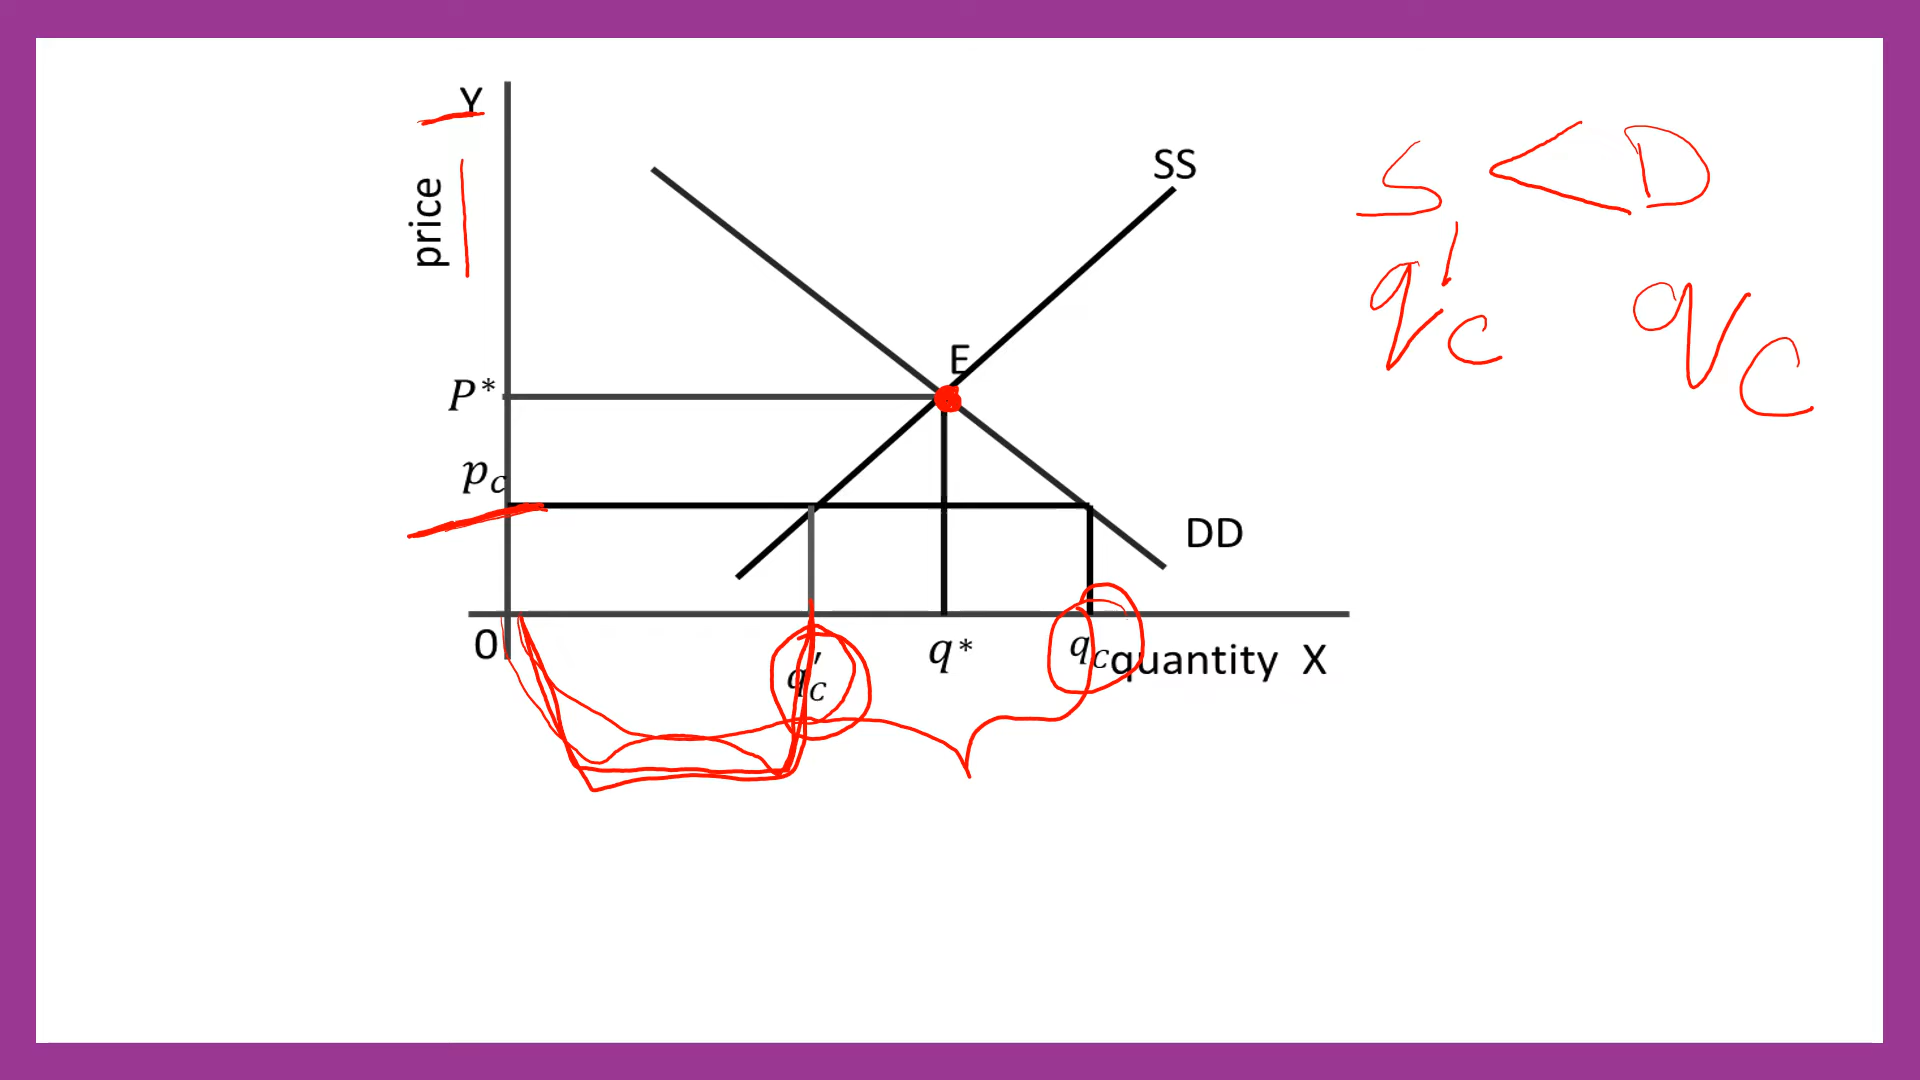 Y
price
SS
S < D
q'c qc
E
P*
pc
DD
0
q'c
q*
qc
quantity X